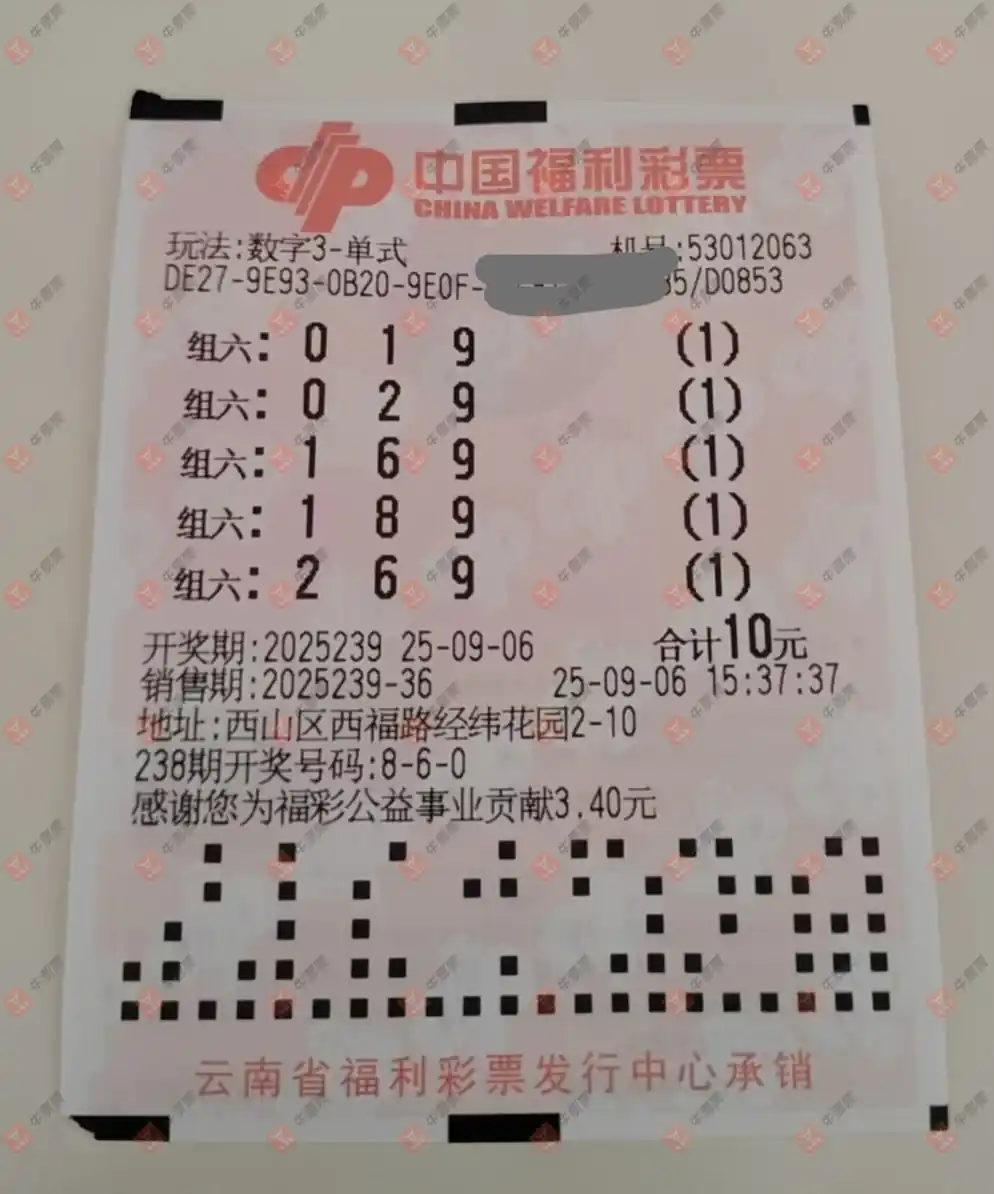 中国福利彩票
CHINA WELFARE LOTTERY
玩法:数字3-单式 机号:53012063
DE27-9E93-0B20-9E0F- 85/D0853
组六: 0 1 9 (1)
组六: 0 2 9 (1)
组六: 1 6 9 (1)
组六: 1 8 9 (1)
组六: 2 6 9 (1)
开奖期:2025239 25-09-06 合计10元
销售期:2025239-36 25-09-06 15:37:37
地址:西山区西福路经纬花园2-10
238期开奖号码:8-6-0
感谢您为福彩公益事业贡献3.40元
云南省福利彩票发行中心承销